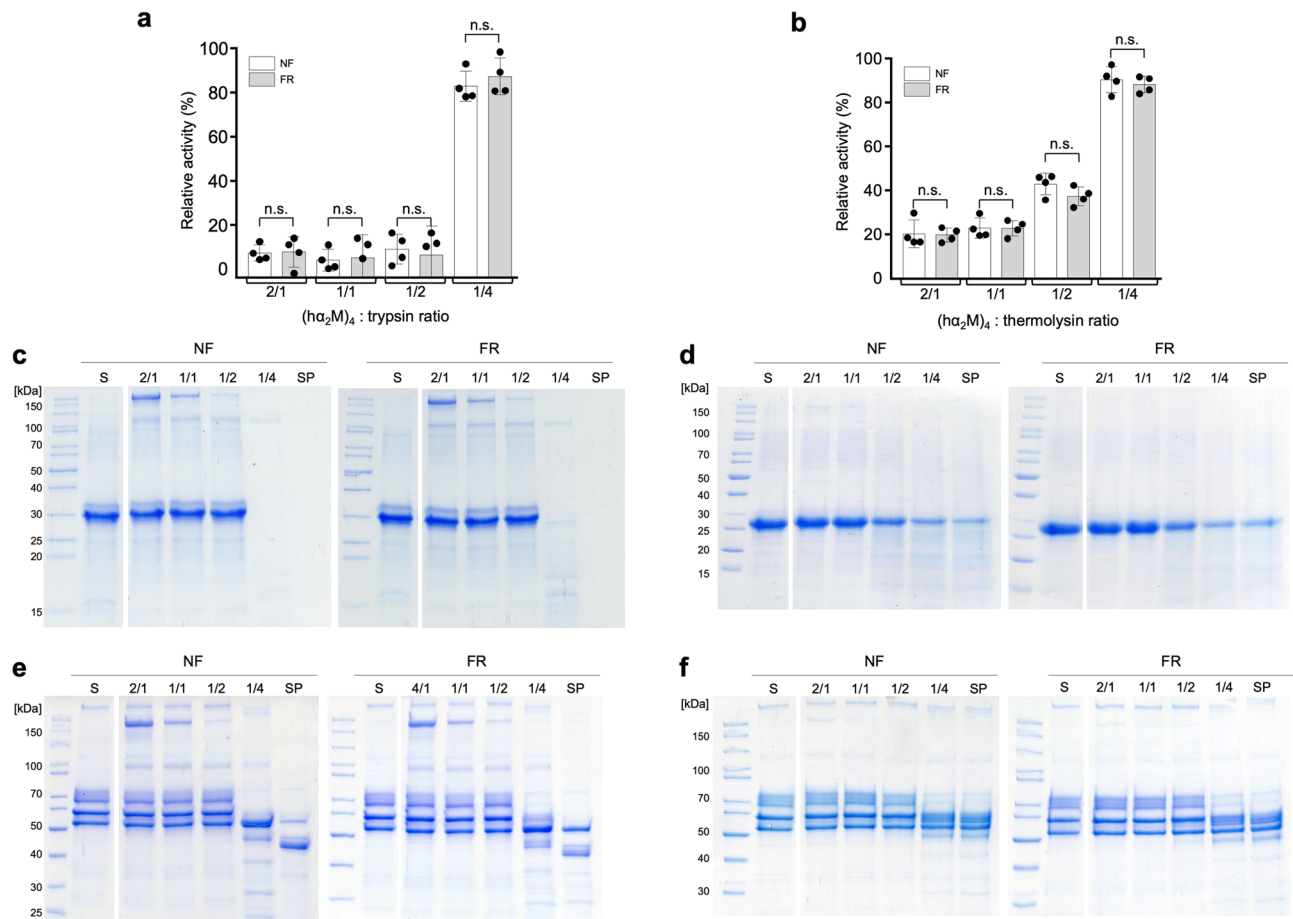 a
n.s.
100
NF
FR
80
60
40
20
0
Relative activity (%)
n.s. n.s. n.s.
2/1 1/1 1/2 1/4
(hα₂M)₄ : trypsin ratio
b
n.s.
100
NF
FR
80
60
40
20
0
Relative activity (%)
n.s.
n.s. n.s.
2/1 1/1 1/2 1/4
(hα₂M)₄ : thermolysin ratio
c
NF FR
[kDa] S 2/1 1/1 1/2 1/4 SP S 2/1 1/1 1/2 1/4 SP
150
100
70
50
40
30
25
20
15
d
NF FR
[kDa] S 2/1 1/1 1/2 1/4 SP S 2/1 1/1 1/2 1/4 SP
150
100
70
50
40
30
25
20
15
e
NF FR
[kDa] S 2/1 1/1 1/2 1/4 SP S 4/1 1/1 1/2 1/4 SP
150
100
70
50
40
30
25
f
NF FR
[kDa] S 2/1 1/1 1/2 1/4 SP S 2/1 1/1 1/2 1/4 SP
150
100
70
50
40
30